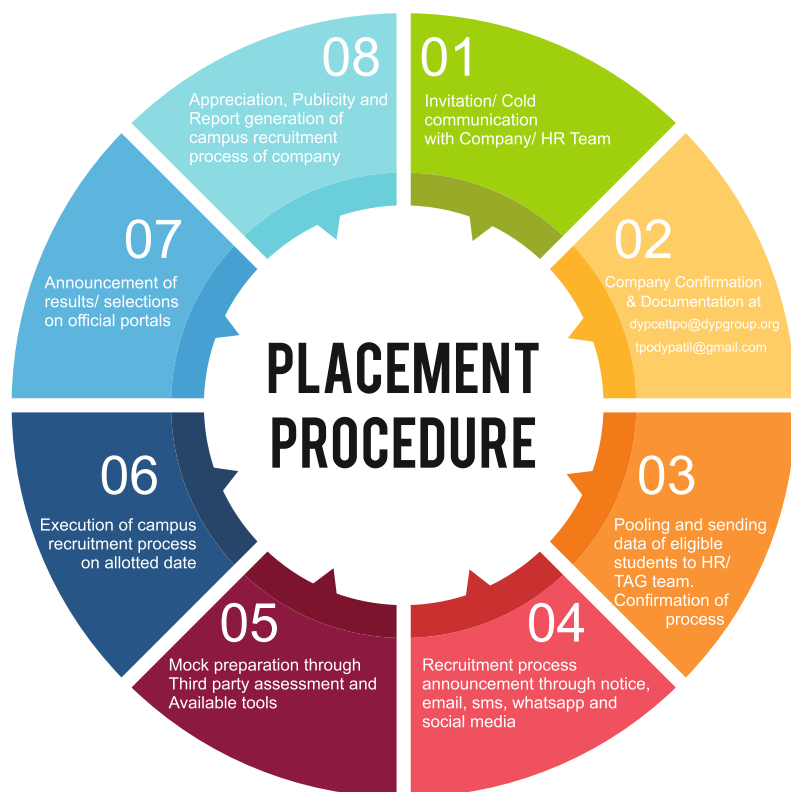 PLACEMENT
PROCEDURE
01
Invitation/ Cold
communication
with Company/ HR Team
02
Company Confirmation
& Documentation at
dypcettpo@dypgroup.org
tpodypatil@gmail.com
03
Pooling and sending
data of eligible
students to HR/
TAG team.
Confirmation of
process
04
Recruitment process
announcement through notice,
email, sms, whatsapp and
social media
05
Mock preparation through
Third party assessment and
Available tools
06
Execution of campus
recruitment process
on allotted date
07
Announcement of
results/ selections
on official portals
08
Appreciation, Publicity and
Report generation of
campus recruitment
process of company